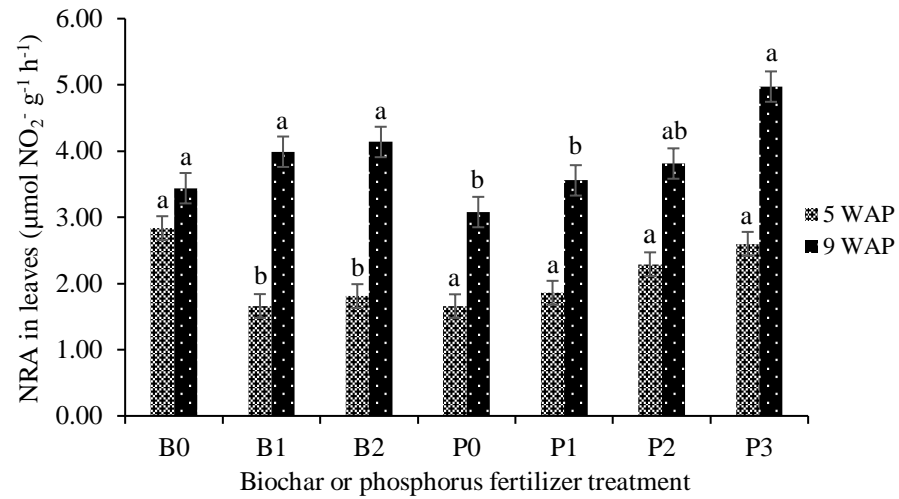 6.00
5.00
4.00
3.00
2.00
1.00
0.00
NRA in leaves (µmol NO₂⁻ g⁻¹ h⁻¹)
a a
b a
b a
a b
a b
a ab
a a
B0 B1 B2 P0 P1 P2 P3
Biochar or phosphorus fertilizer treatment
5 WAP
9 WAP